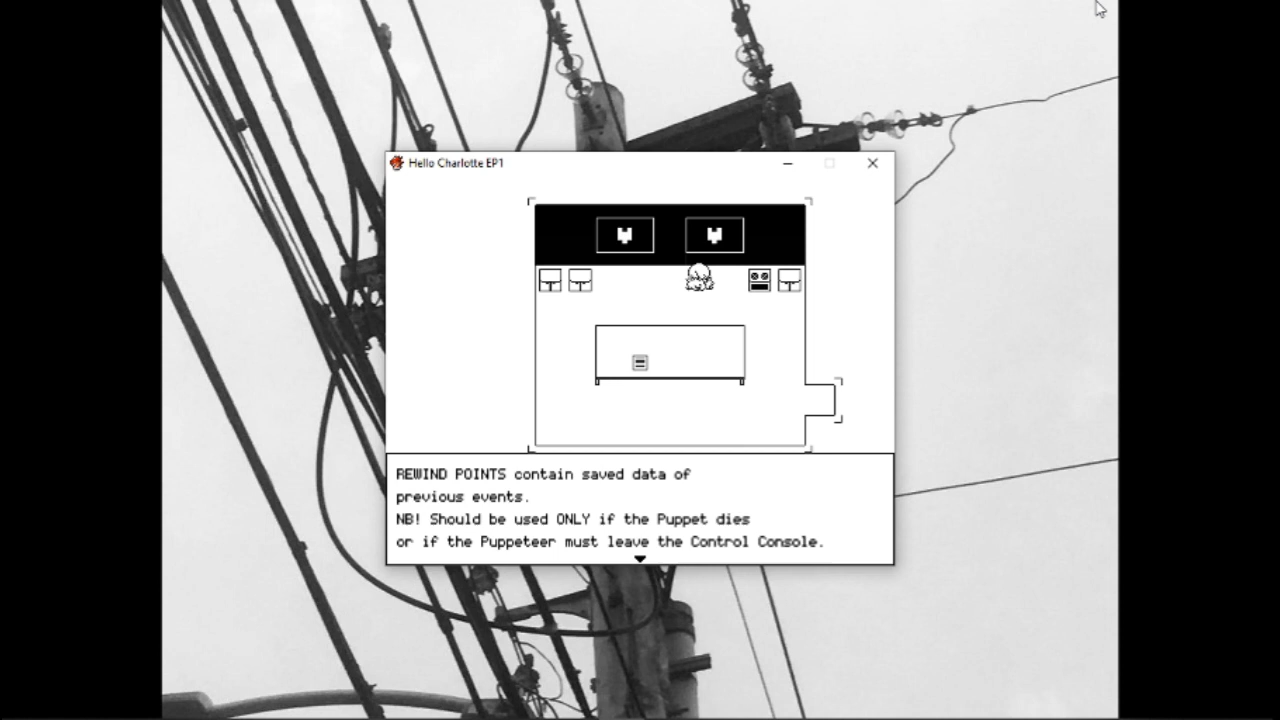 Hello Charlotte EP1
REWIND POINTS contain saved data of
previous events.
NB! Should be used ONLY if the Puppet dies
or if the Puppeteer must leave the Control Console.